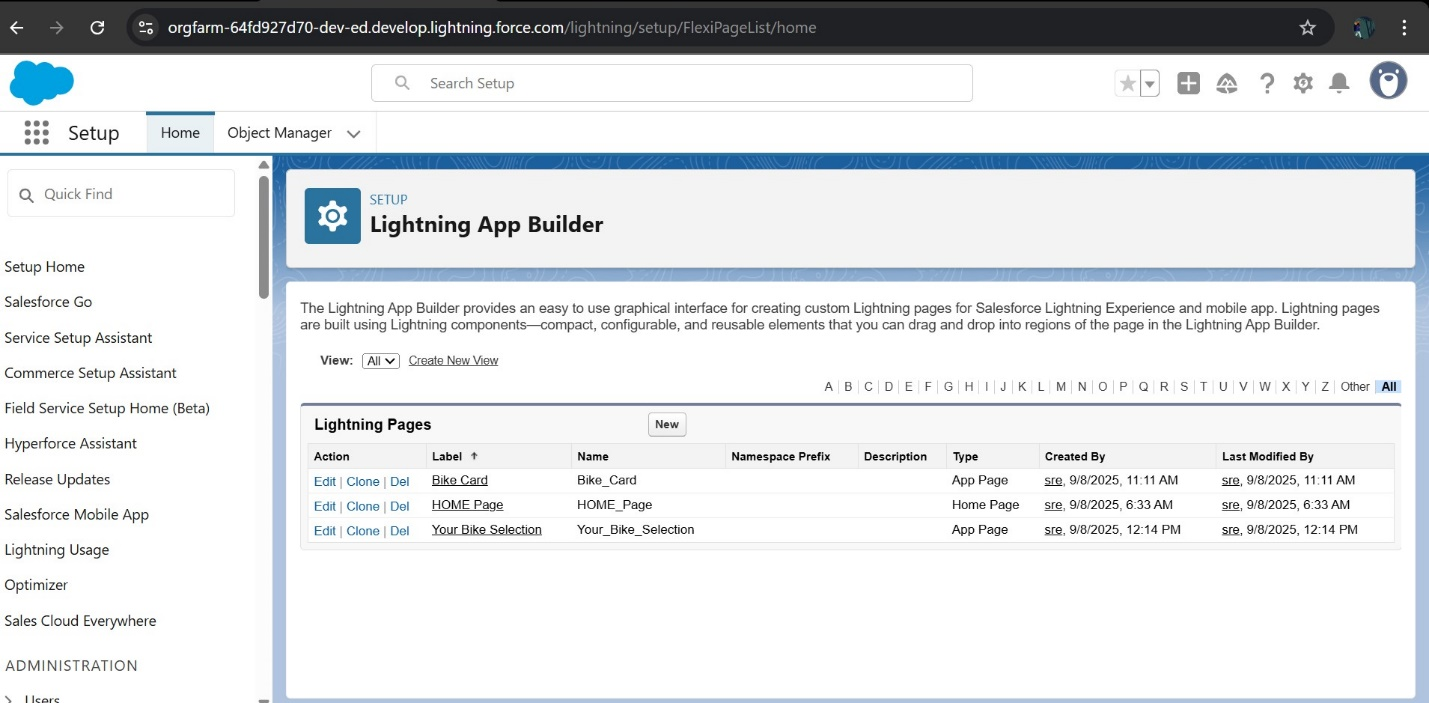 orgfarm-64fd927d70-dev-ed.develop.lightning.force.com/lightning/setup/FlexiPageList/home
Search Setup
Setup Home Object Manager
Quick Find
Setup Home
Salesforce Go
Service Setup Assistant
Commerce Setup Assistant
Field Service Setup Home (Beta)
Hyperforce Assistant
Release Updates
Salesforce Mobile App
Lightning Usage
Optimizer
Sales Cloud Everywhere
ADMINISTRATION
Users
SETUP
Lightning App Builder
The Lightning App Builder provides an easy to use graphical interface for creating custom Lightning pages for Salesforce Lightning Experience and mobile app. Lightning pages
are built using Lightning components—compact, configurable, and reusable elements that you can drag and drop into regions of the page in the Lightning App Builder.
View: All Create New View
A | B | C | D | E | F | G | H | I | J | K | L | M | N | O | P | Q | R | S | T | U | V | W | X | Y | Z | Other | All
Lightning Pages New
Action Label ↑ Name Namespace Prefix Description Type Created By Last Modified By
Edit | Clone | Del Bike Card Bike_Card App Page sre, 9/8/2025, 11:11 AM sre, 9/8/2025, 11:11 AM
Edit | Clone | Del HOME Page HOME_Page Home Page sre, 9/8/2025, 6:33 AM sre, 9/8/2025, 6:33 AM
Edit | Clone | Del Your Bike Selection Your_Bike_Selection App Page sre, 9/8/2025, 12:14 PM sre, 9/8/2025, 12:14 PM